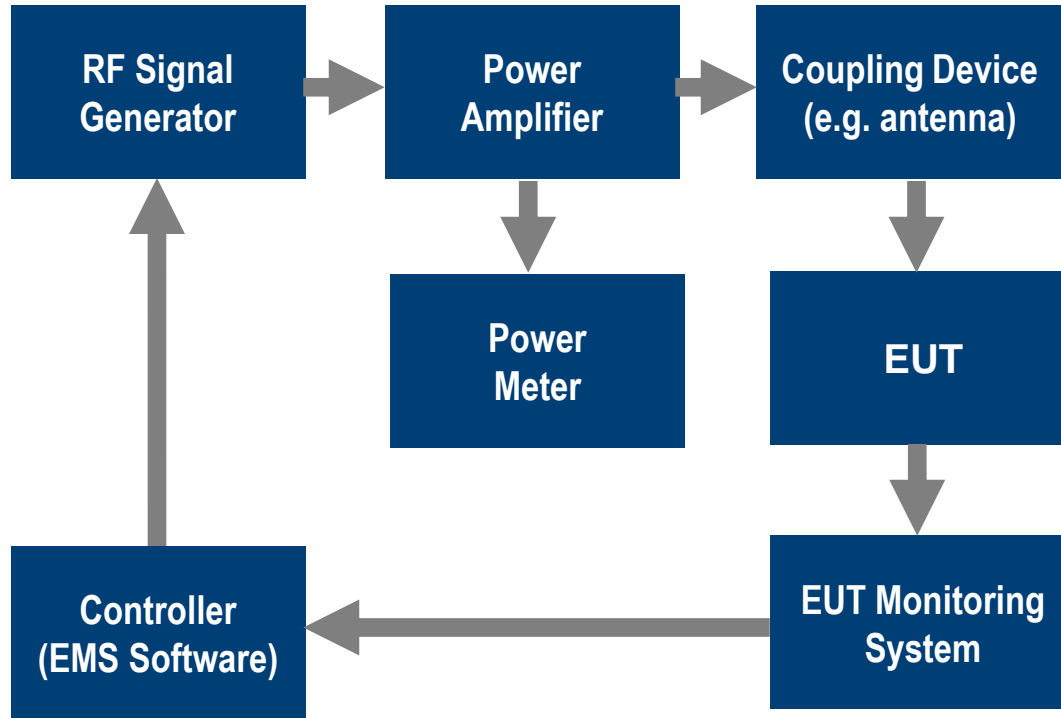 RF Signal
Generator
Power
Amplifier
Coupling Device
(e.g. antenna)
Power
Meter
EUT
Controller
(EMS Software)
EUT Monitoring
System